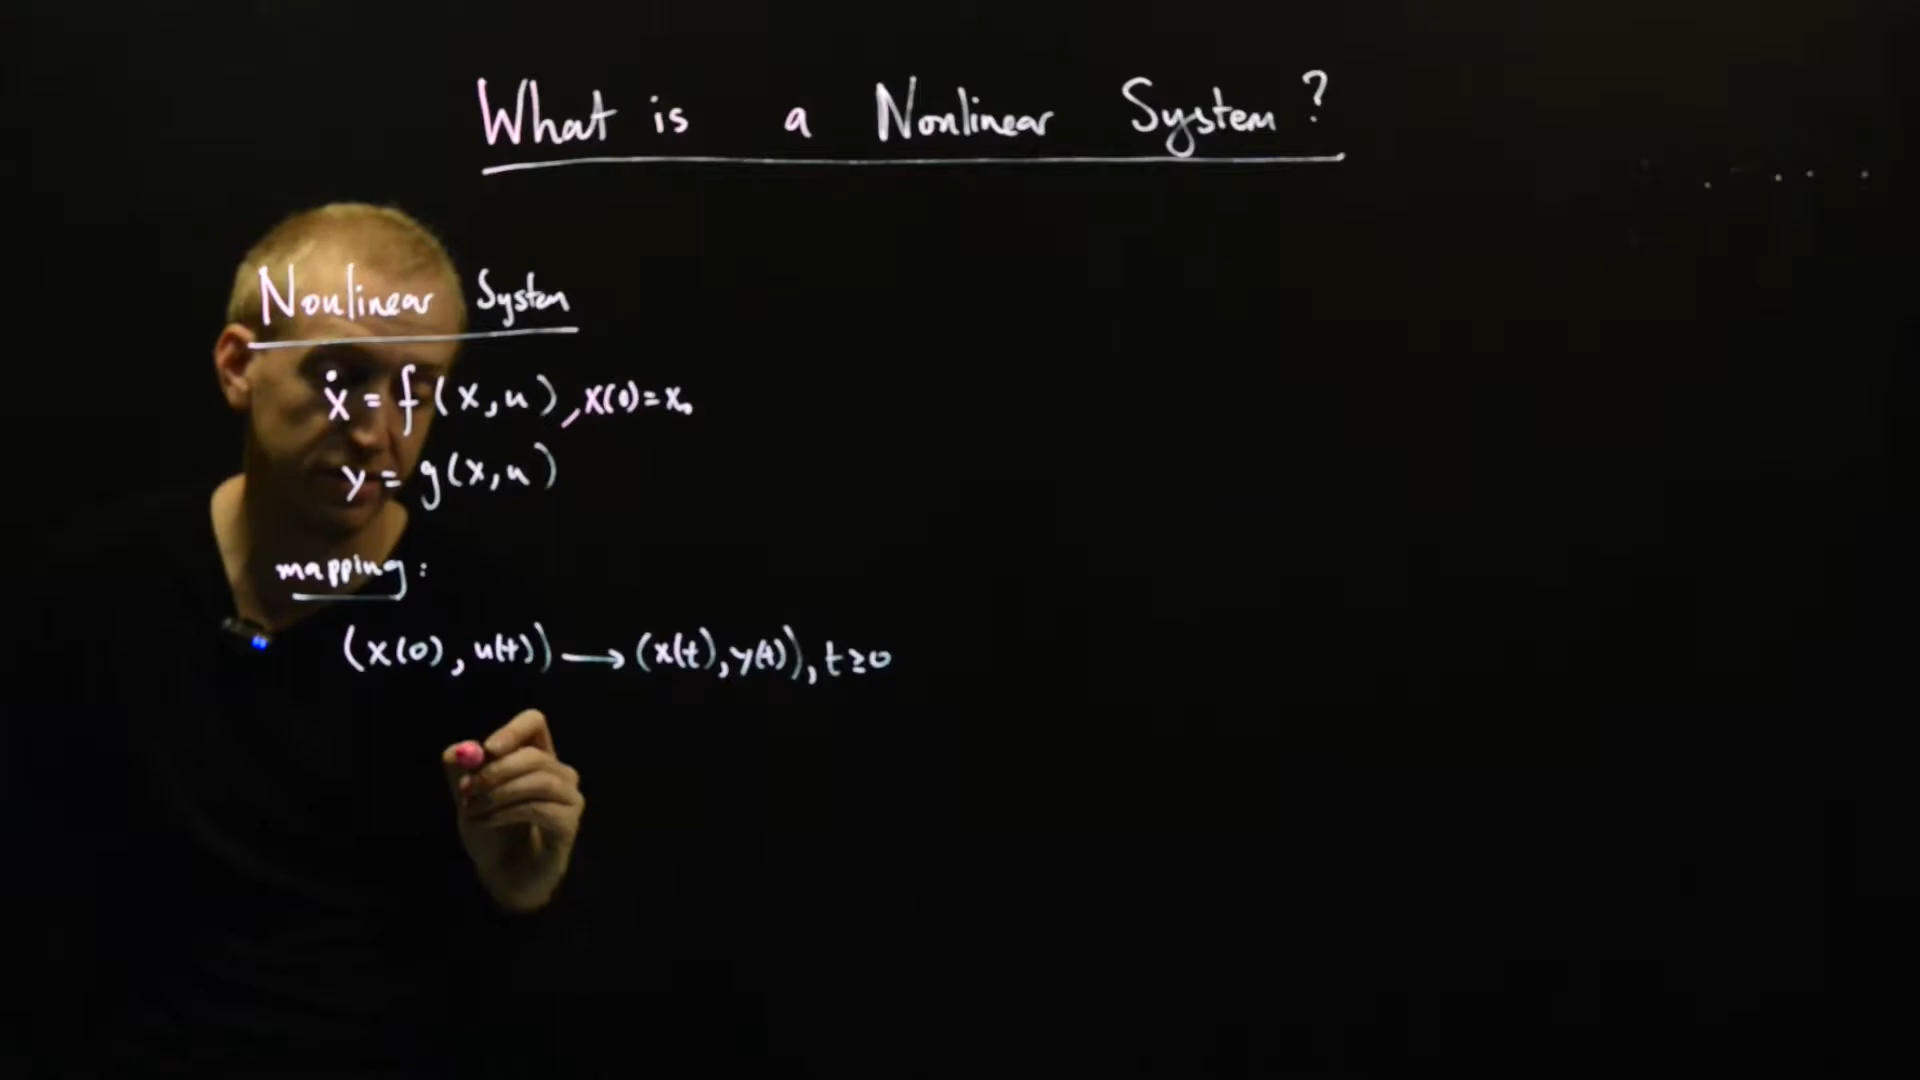 What is a Nonlinear System?
Nonlinear System
ẋ = f(x,u), x(0)=x₀
y = g(x,u)
mapping:
(x(0), u(t)) ⟶ (x(t), y(t)), t≥0